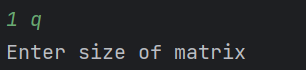 1 q
Enter size of matrix